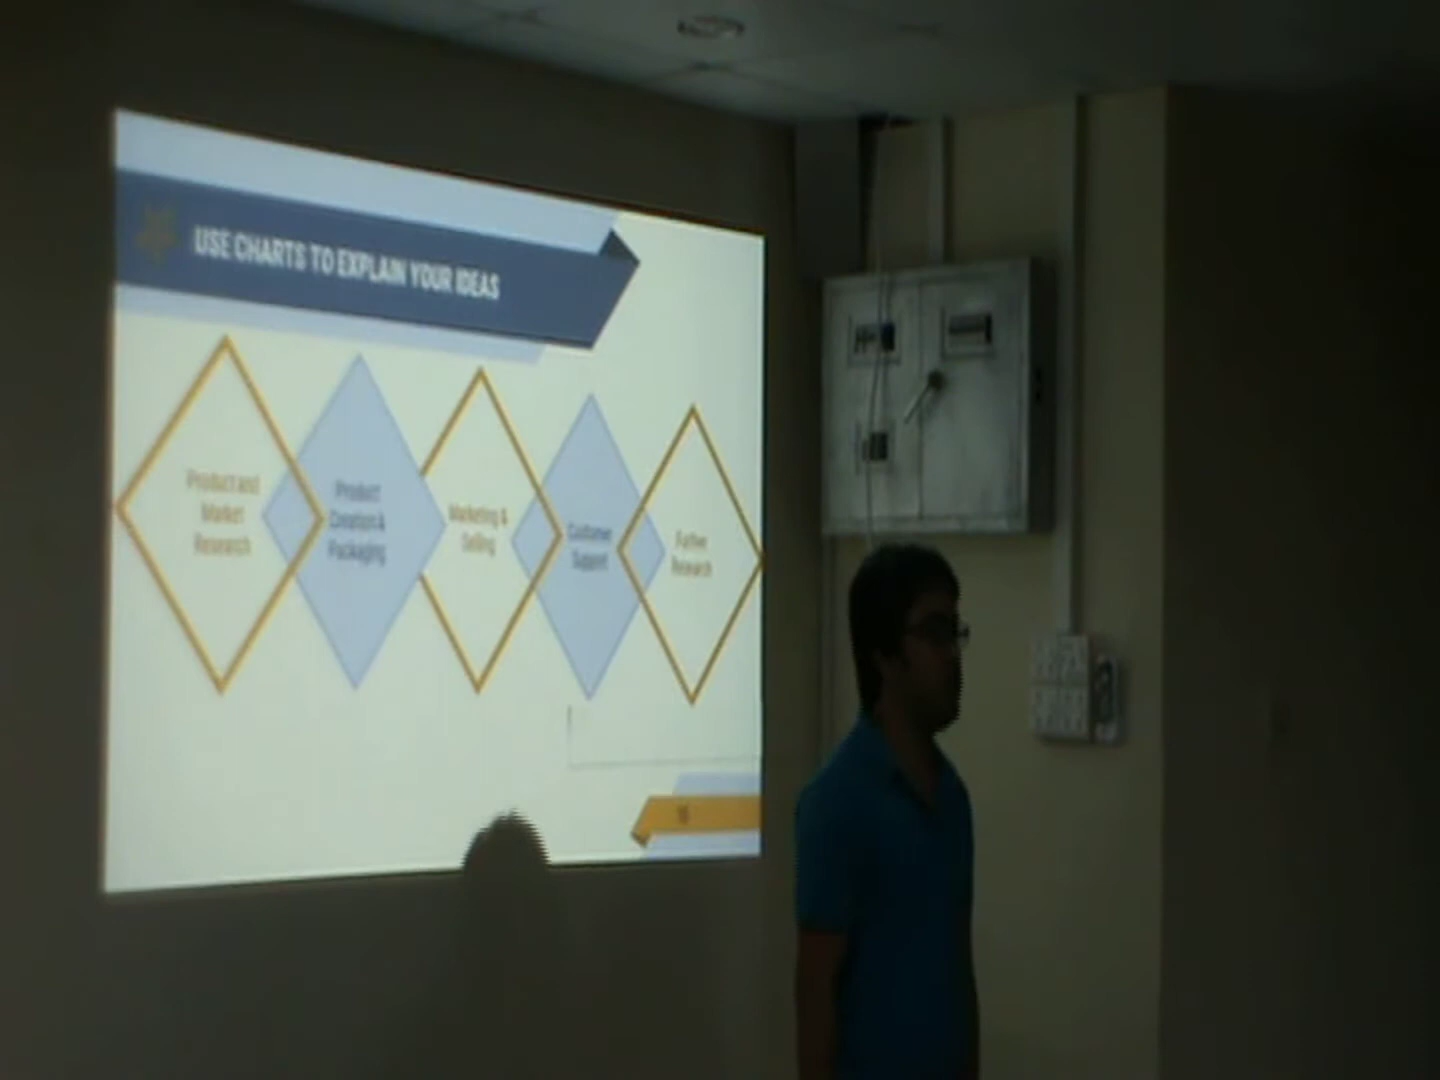 USE CHARTS TO EXPLAIN YOUR IDEAS
Product and
Market
Research
Product
Creation &
Packaging
Marketing &
Selling
Customer
Support
Further
Research